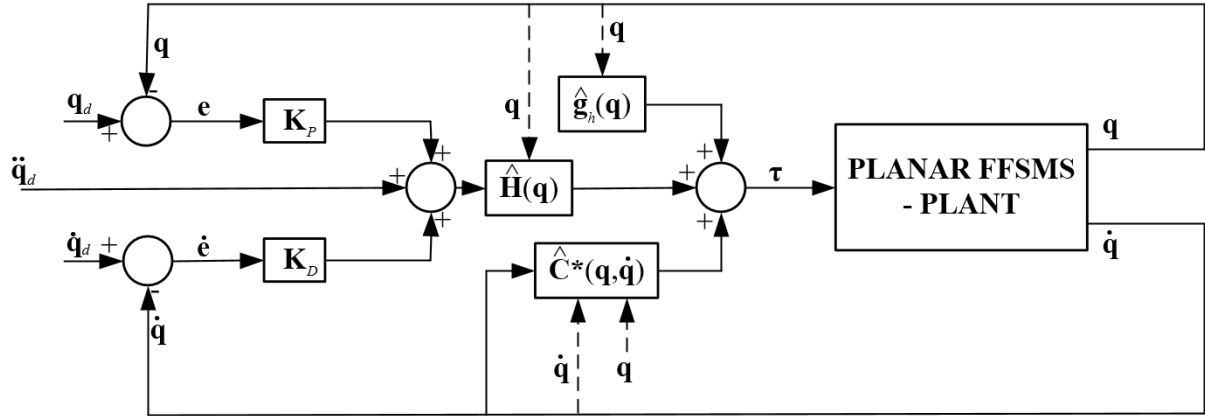 q
q
-
q_d
+
e
K_P
+
q
ĝ_h(q)
+
q̈_d
+
Ĥ(q)
+
τ
PLANAR FFSMS
- PLANT
q
q̇
q̇_d
+
-
ė
K_D
+
Ĉ*(q,q̇)
+
q̇
q̇
q